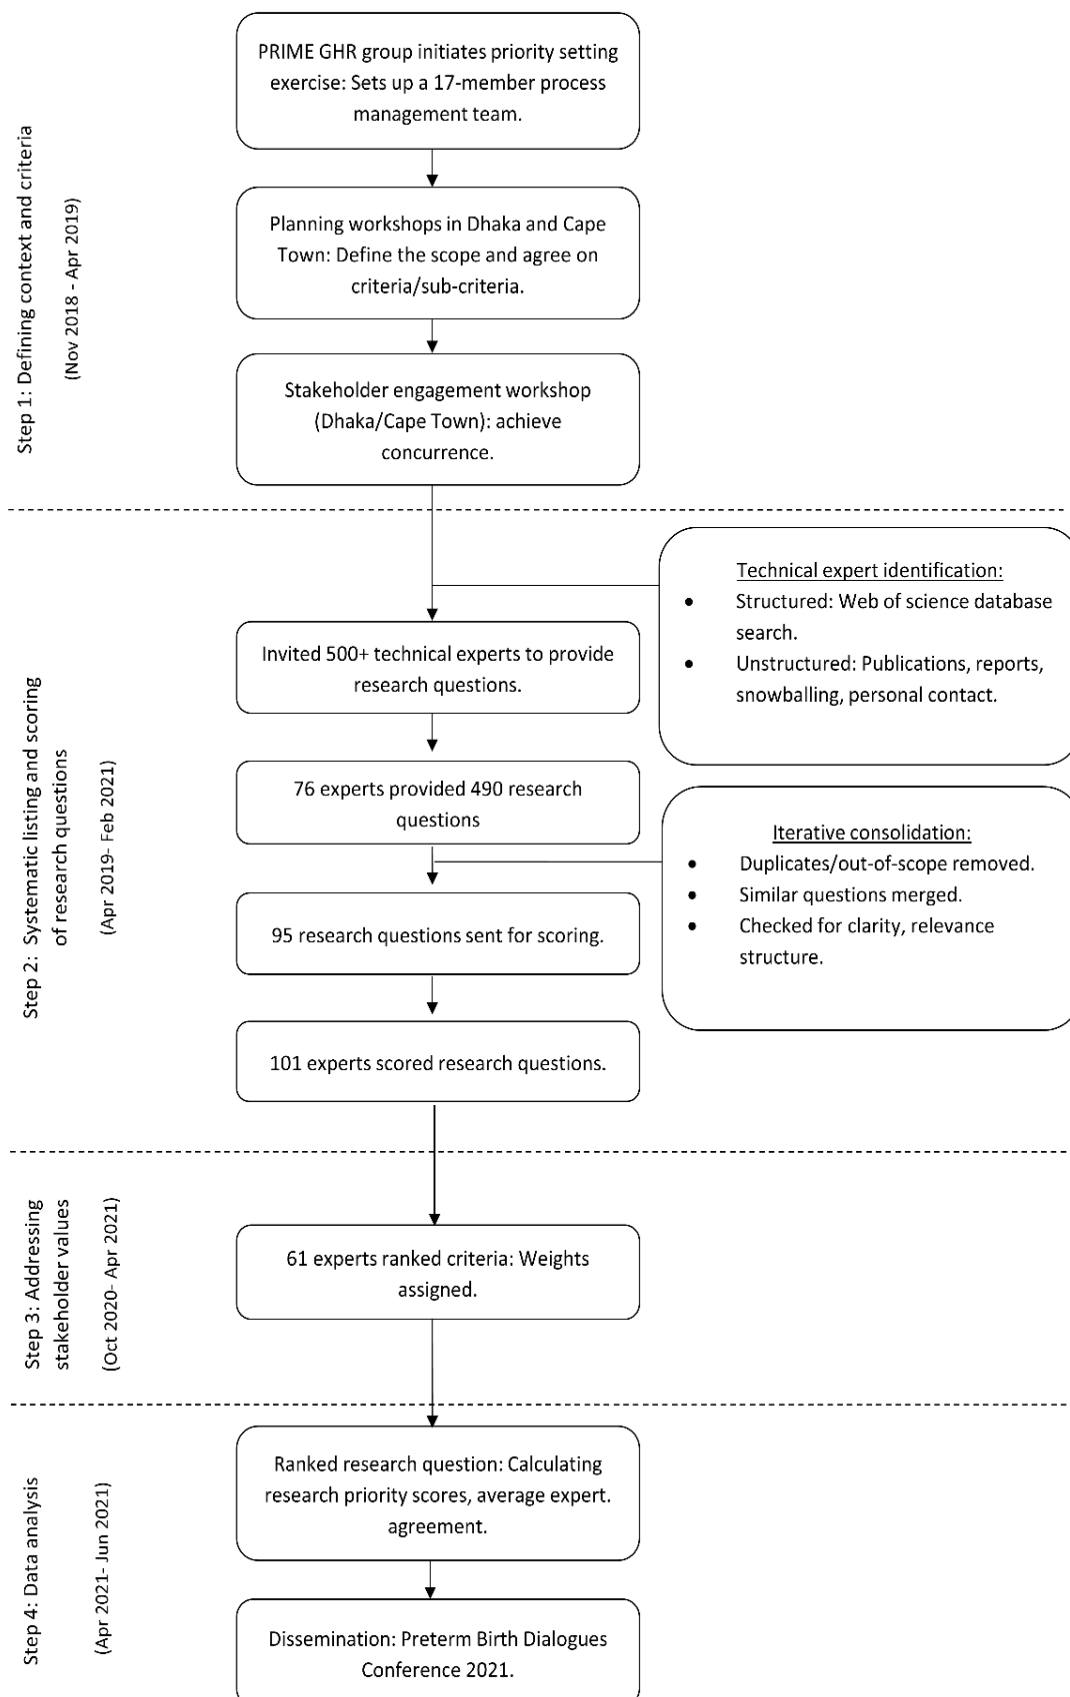 PRIME GHR group initiates priority setting
exercise: Sets up a 17-member process
management team.
Step 1: Defining context and criteria
(Nov 2018 - Apr 2019)
Planning workshops in Dhaka and Cape
Town: Define the scope and agree on
criteria/sub-criteria.
Stakeholder engagement workshop
(Dhaka/Cape Town): achieve
concurrence.
Step 2:  Systematic listing and scoring
of research questions
(Apr 2019- Feb 2021)
Technical expert identification:
• Structured: Web of science database
search.
• Unstructured: Publications, reports,
snowballing, personal contact.
Invited 500+ technical experts to provide
research questions.
76 experts provided 490 research
questions
Iterative consolidation:
• Duplicates/out-of-scope removed.
• Similar questions merged.
• Checked for clarity, relevance
structure.
95 research questions sent for scoring.
101 experts scored research questions.
Step 3: Addressing
stakeholder values
(Oct 2020- Apr 2021)
61 experts ranked criteria: Weights
assigned.
Step 4: Data analysis
(Apr 2021- Jun 2021)
Ranked research question: Calculating
research priority scores, average expert.
agreement.
Dissemination: Preterm Birth Dialogues
Conference 2021.